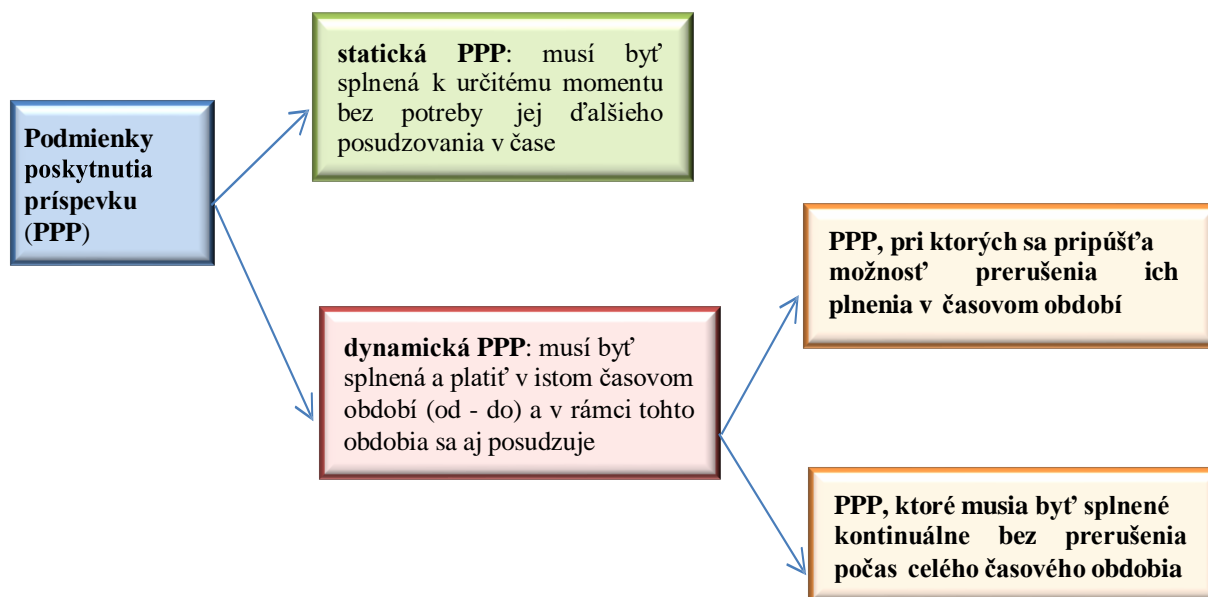 Podmienky
poskytnutia
príspevku
(PPP)
statická PPP: musí byť
splnená k určitému momentu
bez potreby jej ďalšieho
posudzovania v čase
dynamická PPP: musí byť
splnená a platiť v istom časovom
období (od - do) a v rámci tohto
obdobia sa aj posudzuje
PPP, pri ktorých sa pripúšťa
možnosť prerušenia ich
plnenia v časovom období
PPP, ktoré musia byť splnené
kontinuálne bez prerušenia
počas celého časového obdobia